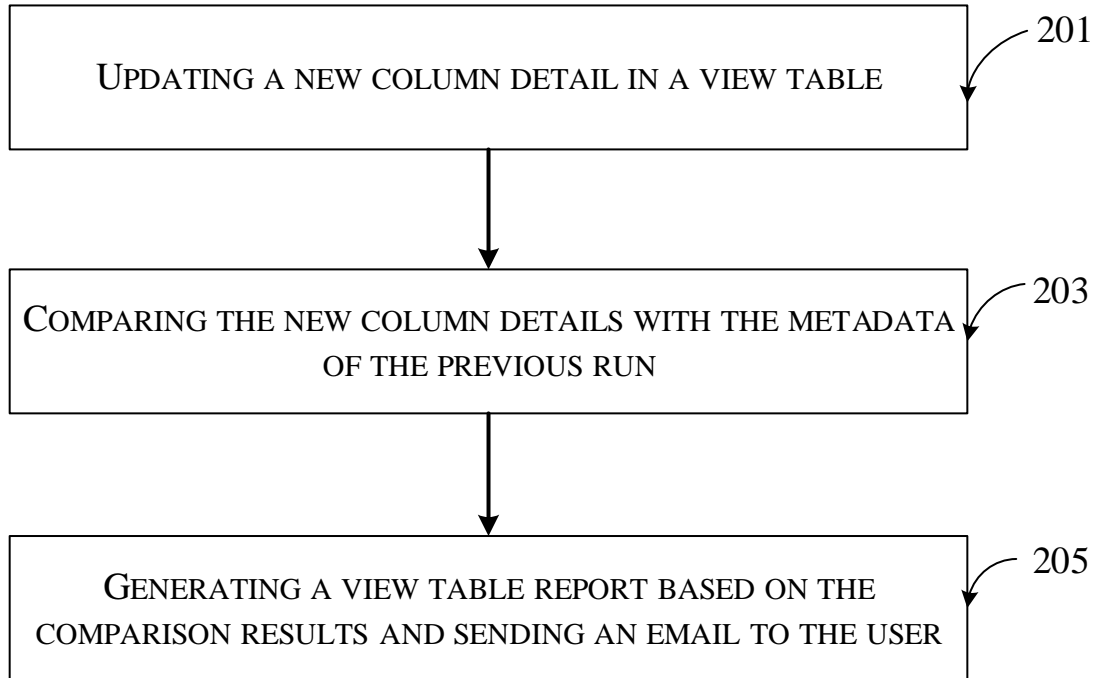 UPDATING A NEW COLUMN DETAIL IN A VIEW TABLE
201
COMPARING THE NEW COLUMN DETAILS WITH THE METADATA
OF THE PREVIOUS RUN
203
GENERATING A VIEW TABLE REPORT BASED ON THE
COMPARISON RESULTS AND SENDING AN EMAIL TO THE USER
205